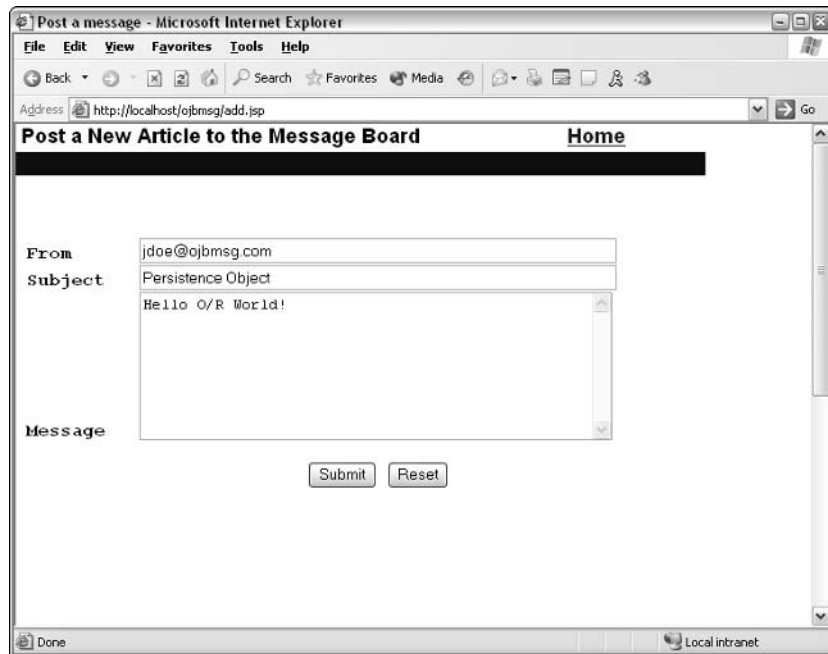 Post a message - Microsoft Internet Explorer
File Edit View Favorites Tools Help
Back Search Favorites Media
Address http://localhost/ojbmsg/add.jsp Go
Post a New Article to the Message Board Home
From jdoe@ojbmsg.com
Subject Persistence Object
Hello O/R World!
Message
Submit Reset
Done Local intranet